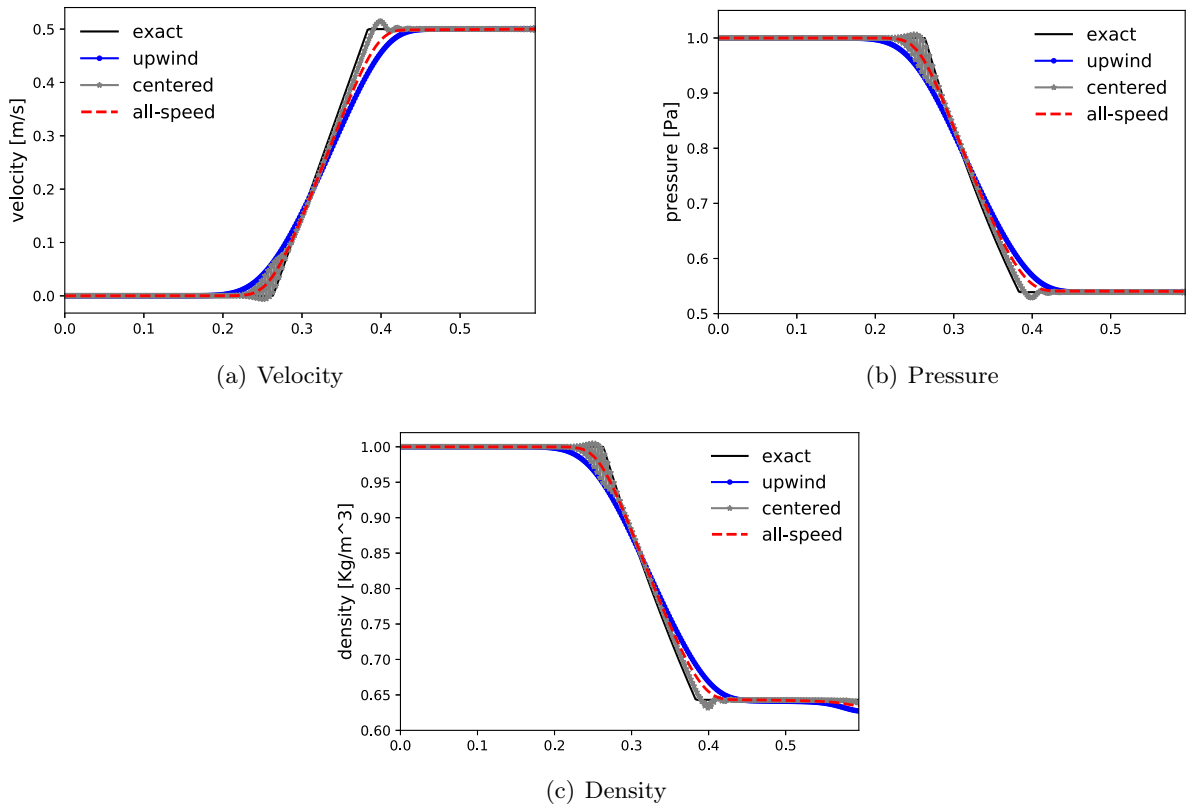 exact
upwind
centered
all-speed
velocity [m/s]
0.5
0.4
0.3
0.2
0.1
0.0
0.0 0.1 0.2 0.3 0.4 0.5
(a) Velocity
exact
upwind
centered
all-speed
pressure [Pa]
1.0
0.9
0.8
0.7
0.6
0.5
0.0 0.1 0.2 0.3 0.4 0.5
(b) Pressure
exact
upwind
centered
all-speed
density [Kg/m^3]
1.00
0.95
0.90
0.85
0.80
0.75
0.70
0.65
0.60
0.0 0.1 0.2 0.3 0.4 0.5
(c) Density